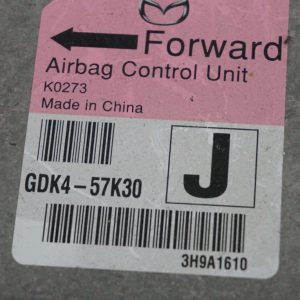 Forward
Airbag Control Unit
K0273
Made in China
J
GDK4-57K30
3H9A1610